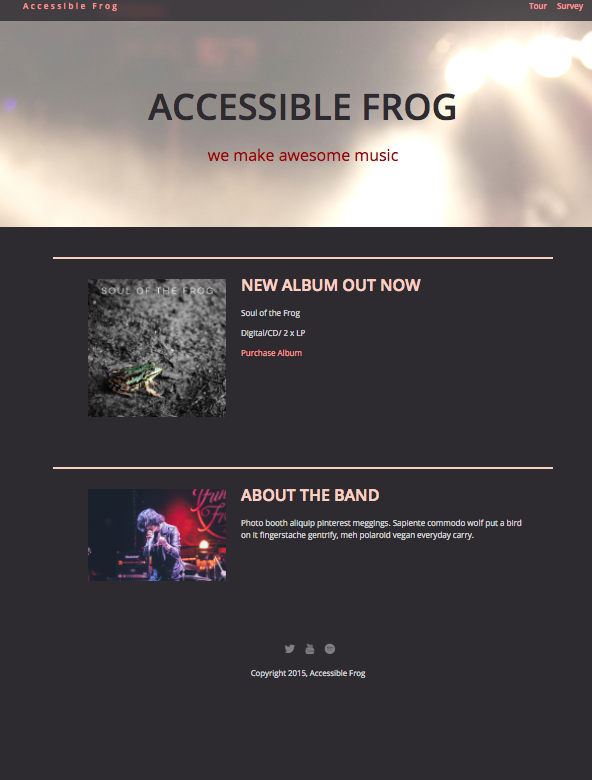 Accessible Frog
Tour Survey
ACCESSIBLE FROG
we make awesome music
SOUL OF THE FROG
NEW ALBUM OUT NOW
Soul of the Frog
Digital/CD/ 2 x LP
Purchase Album
ABOUT THE BAND
Photo booth aliquip pinterest meggings. Sapiente commodo wolf put a bird
on it fingerstache gentrify, meh polaroid vegan everyday carry.
Copyright 2015, Accessible Frog